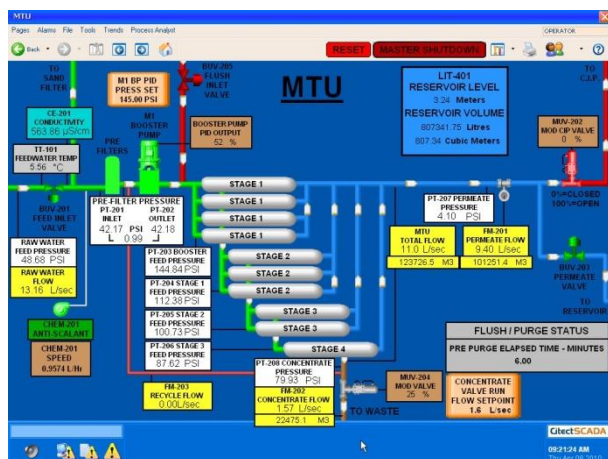 MTU
Pages Alarms File Tools Trends Process Analyst
OPERATOR
Back
RESET
MASTER SHUTDOWN
TO
SAND
FILTER
M1 BP PID
PRESS SET
145.00 PSI
BUV-205
FLUSH
INLET
VALVE
MTU
LIT-401
RESERVOIR LEVEL
3.24 Meters
RESERVOIR VOLUME
807341.75 Litres
807.34 Cubic Meters
TO
C.I.P.
CE-201
CONDUCTIVITY
563.86 µS/cm
TT-101
FEEDWATER TEMP
5.56 °C
PRE
FILTERS
M1
BOOSTER
PUMP
BOOSTER PUMP
PID OUTPUT
52 %
MUV-202
MOD CIP VALVE
0 %
0%=CLOSED
100%=OPEN
BUV-201
FEED INLET
VALVE
PRE-FILTER PRESSURE
PT-201 PT-202
INLET OUTLET
42.17 PSI 42.18
0.99
STAGE 1
STAGE 1
STAGE 1
STAGE 1
STAGE 2
STAGE 2
STAGE 2
STAGE 3
STAGE 3
STAGE 4
PT-207 PERMEATE
PRESSURE
4.10 PSI
MTU
TOTAL FLOW
11.0 L/sec
123726.5 M3
FM-201
PERMEATE FLOW
9.40 L/sec
101251.4 M3
BUV-203
PERMEATE
VALVE
TO
RESERVOIR
RAW WATER
FEED PRESSURE
48.68 PSI
RAW WATER
FLOW
13.16 L/sec
PT-203 BOOSTER
FEED PRESSURE
144.84 PSI
PT-204 STAGE 1
FEED PRESSURE
112.38 PSI
PT-205 STAGE 2
FEED PRESSURE
100.73 PSI
PT-206 STAGE 3
FEED PRESSURE
87.62 PSI
CHEM-201
ANTI-SCALANT
CHEM-201
SPEED
0.9574 L/Hr
FM-203
RECYCLE FLOW
0.00L/sec
PT-208 CONCENTRATE
PRESSURE
79.93 PSI
FM-202
CONCENTRATE FLOW
1.57 L/sec
22475.1 M3
MUV-204
MOD VALVE
25 %
TO WASTE
FLUSH / PURGE STATUS
PRE PURGE ELAPSED TIME - MINUTES
6.00
CONCENTRATE
VALVE RUN
FLOW SETPOINT
1.6 L/sec
CitectSCADA
09:21:24 AM
Thu Apr 08 2010